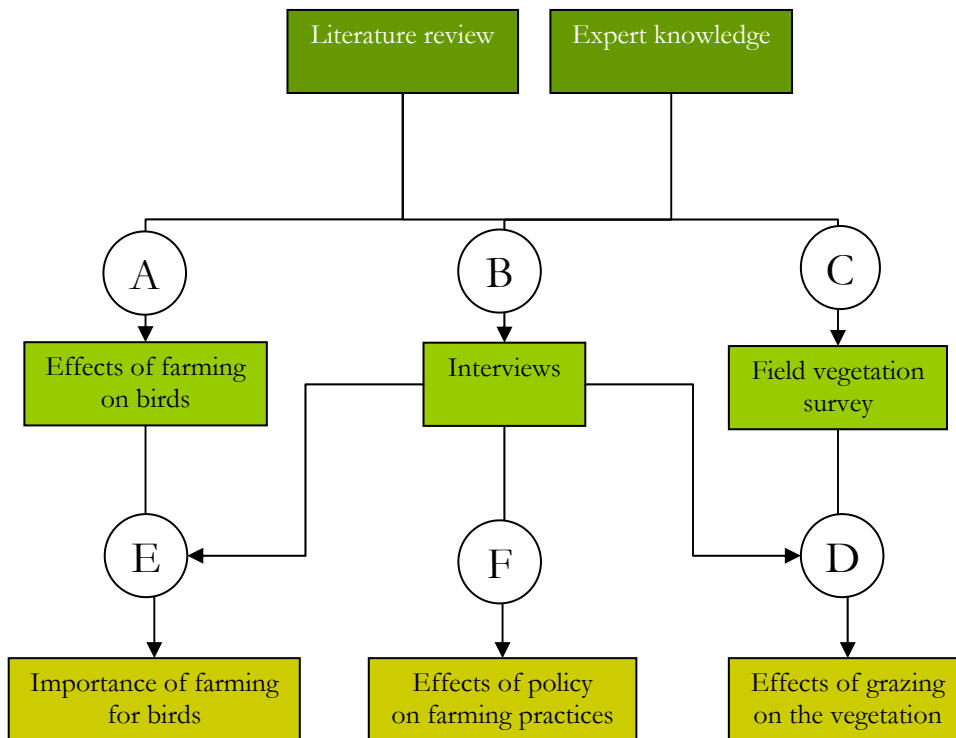 Literature review
Expert knowledge
A
B
C
Effects of farming
on birds
Interviews
Field vegetation
survey
E
F
D
Importance of farming
for birds
Effects of policy
on farming practices
Effects of grazing
on the vegetation